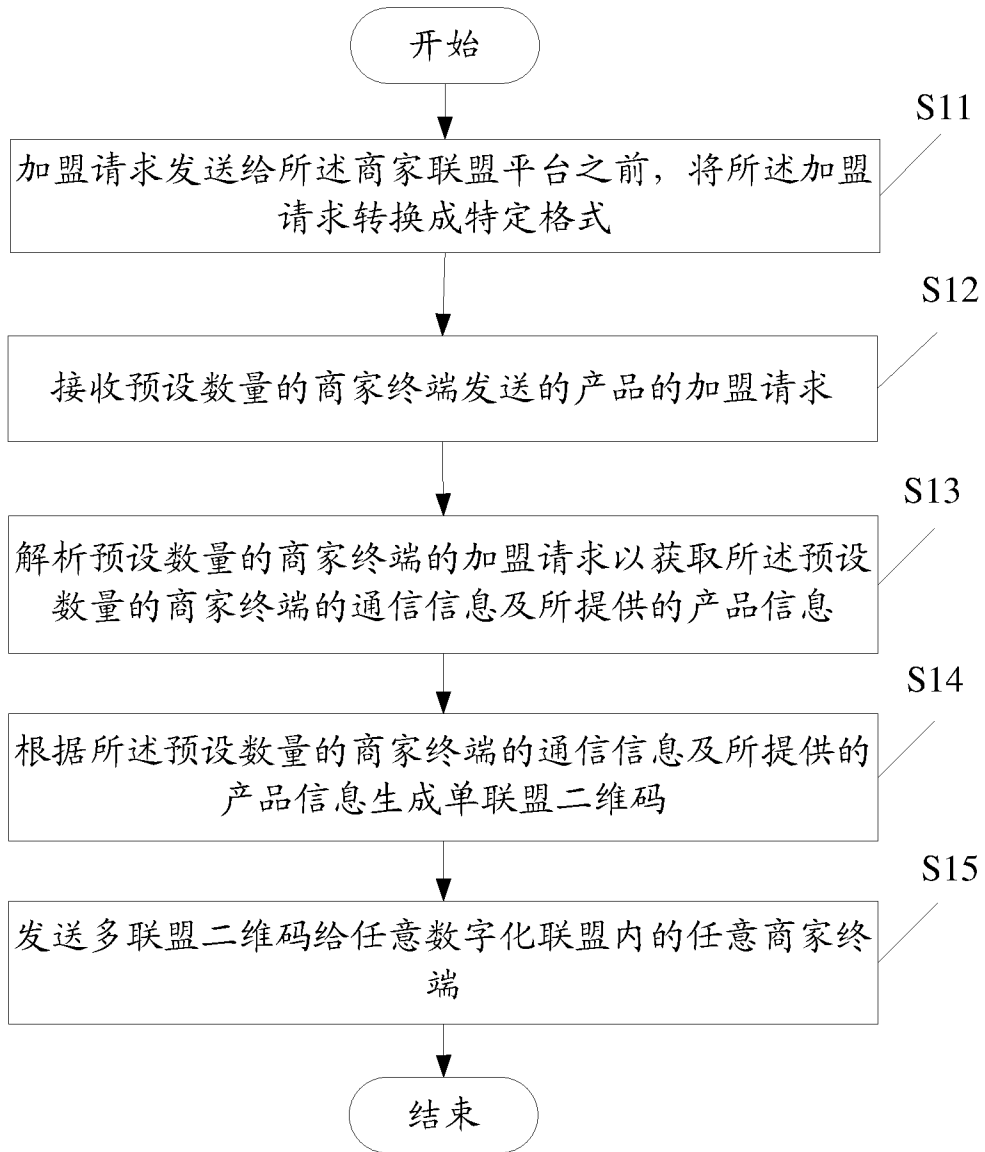 开始
S11
加盟请求发送给所述商家联盟平台之前，将所述加盟
请求转换成特定格式
S12
接收预设数量的商家终端发送的产品的加盟请求
S13
解析预设数量的商家终端的加盟请求以获取所述预设
数量的商家终端的通信信息及所提供的产品信息
S14
根据所述预设数量的商家终端的通信信息及所提供的
产品信息生成单联盟二维码
S15
发送多联盟二维码给任意数字化联盟内的任意商家终
端
结束